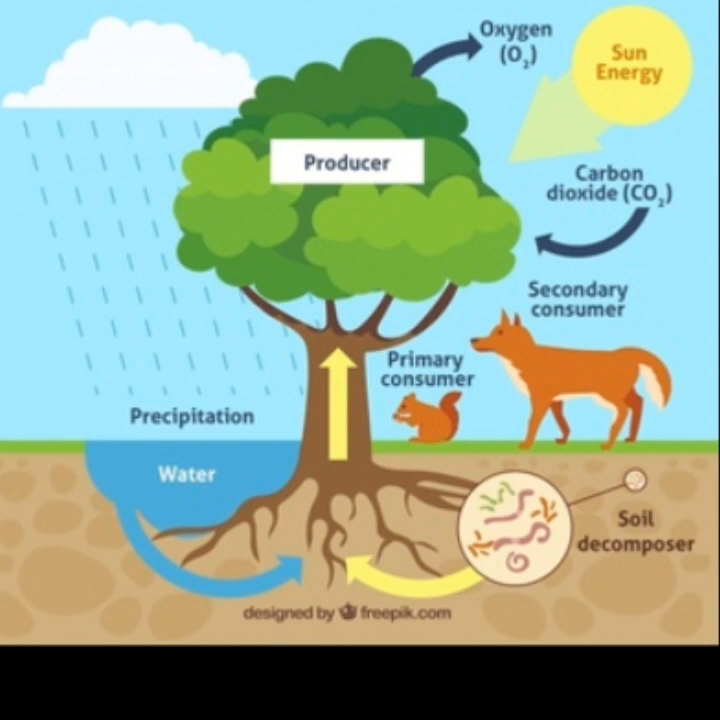 Oxygen
(O₂)
Sun
Energy
Producer
Carbon
dioxide (CO₂)
Secondary
consumer
Primary
consumer
Precipitation
Water
Soil
decomposer
designed by freepik.com